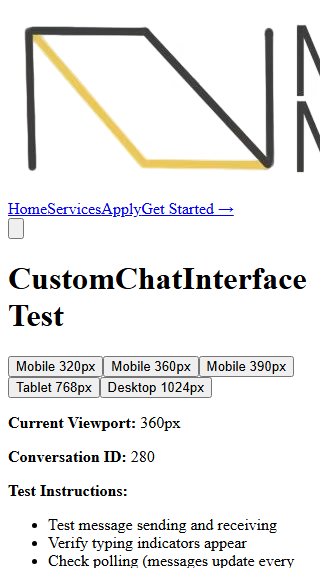 HomeServicesApplyGet Started →
CustomChatInterface
Test
Mobile 320px Mobile 360px Mobile 390px
Tablet 768px Desktop 1024px
Current Viewport: 360px
Conversation ID: 280
Test Instructions:
• Test message sending and receiving
• Verify typing indicators appear
• Check polling (messages update every